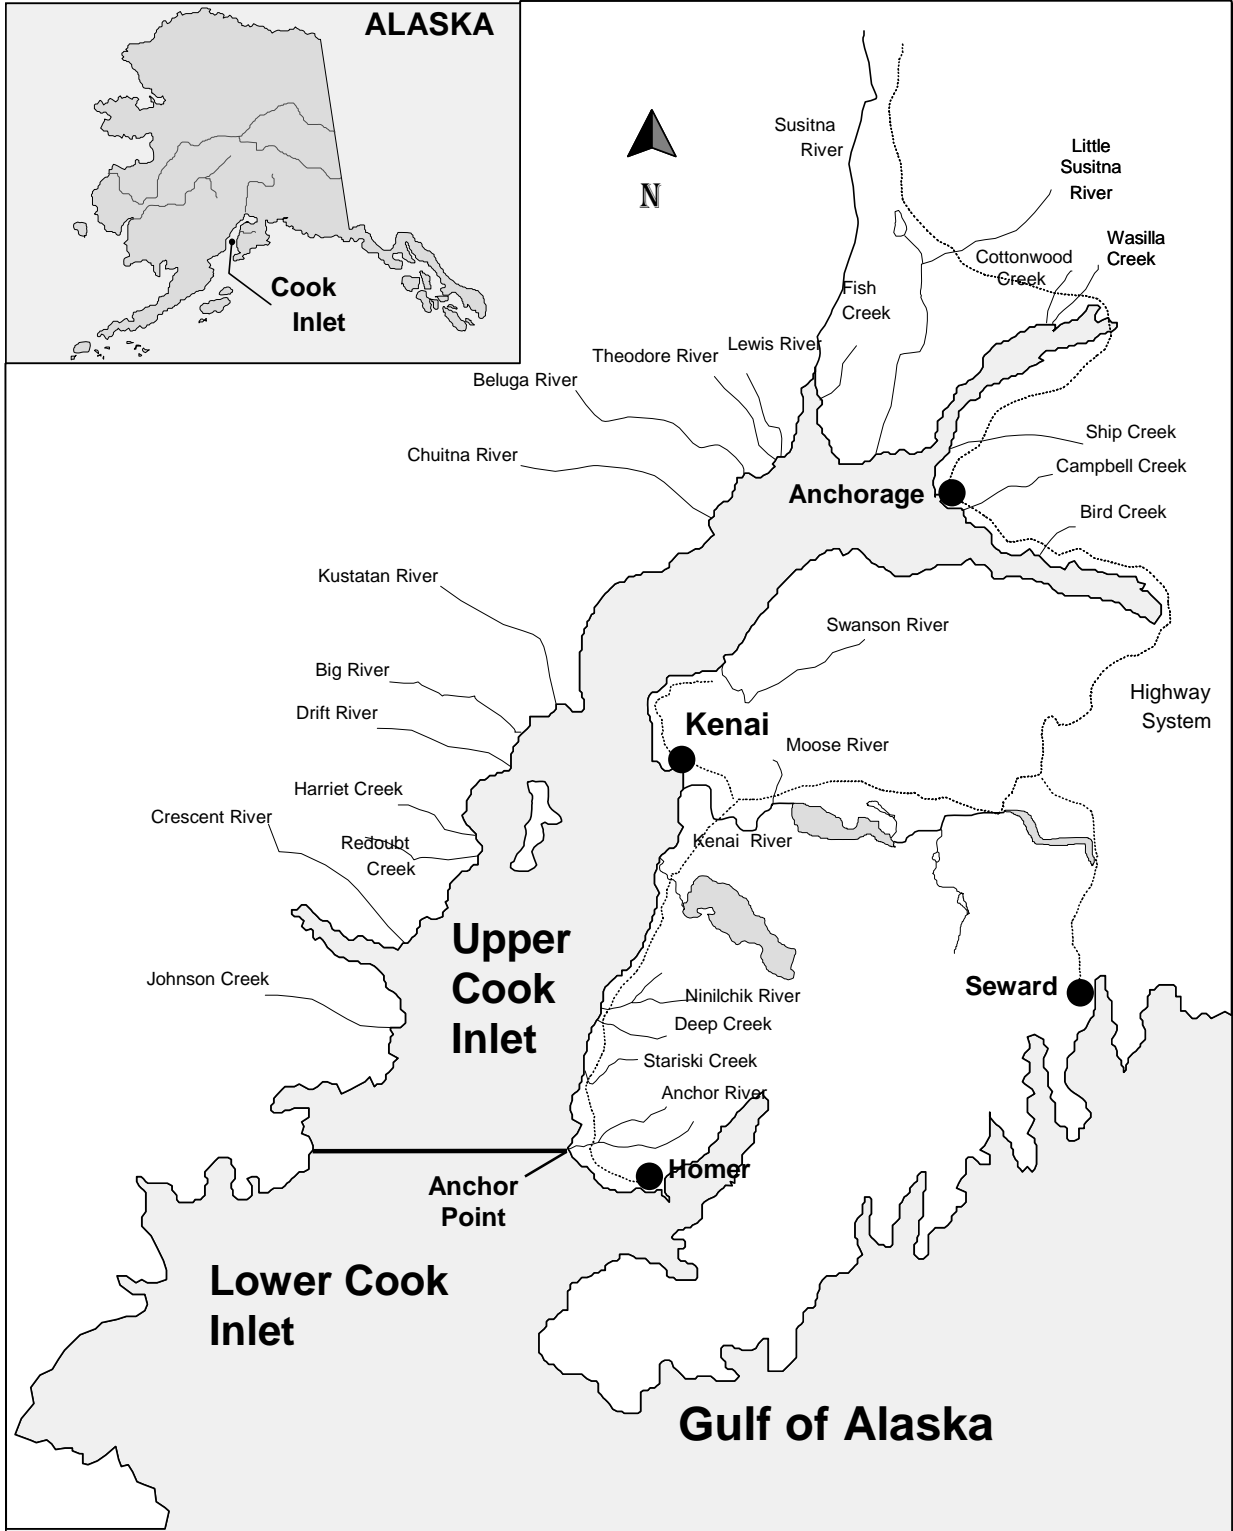 ALASKA
Cook
Inlet
N
Susitna
River
Little
Susitna
River
Wasilla
Creek
Cottonwood
Creek
Fish
Creek
Lewis River
Theodore River
Beluga River
Chuitna River
Ship Creek
Campbell Creek
Anchorage
Bird Creek
Kustatan River
Swanson River
Big River
Highway
System
Drift River
Kenai
Moose River
Harriet Creek
Crescent River
Redoubt
Creek
Kenai River
Upper
Cook
Inlet
Johnson Creek
Seward
Ninilchik River
Deep Creek
Stariski Creek
Anchor River
Homer
Anchor
Point
Lower Cook
Inlet
Gulf of Alaska